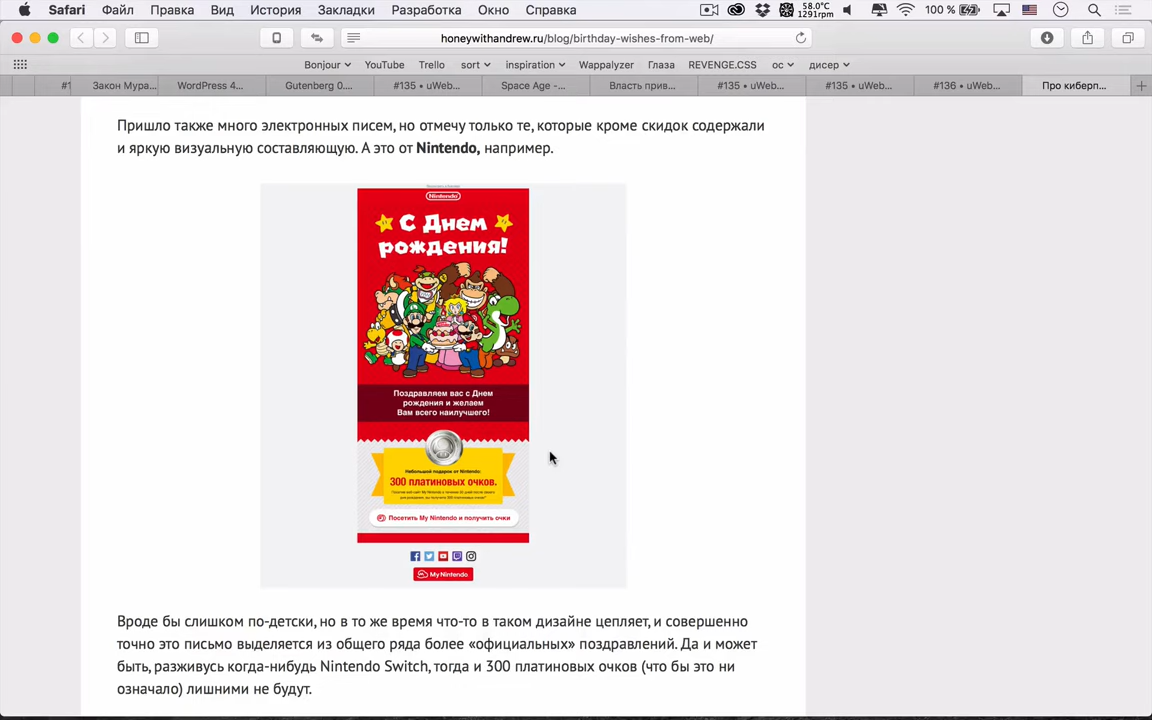 Safari Файл Правка Вид История Закладки Разработка Окно Справка 58.0°C 1291rpm 100 %
honeywithandrew.ru/blog/birthday-wishes-from-web/
Bonjour YouTube Trello sort inspiration Wappalyzer Глаза REVENGE.CSS ос дисер
#1 Закон Мура... WordPress 4... Gutenberg 0.... #135 • uWeb... Space Age -... Власть прив... #135 • uWeb... #135 • uWeb... #136 • uWeb... Про киберп...
Пришло также много электронных писем, но отмечу только те, которые кроме скидок содержали
и яркую визуальную составляющую. А это от Nintendo, например.
Nintendo
С Днем
рождения!
Поздравляем вас с Днем
рождения и желаем
Вам всего наилучшего!
Небольшой подарок от Nintendo:
300 платиновых очков.
Посетить My Nintendo и получить очки
My Nintendo
Вроде бы слишком по-детски, но в то же время что-то в таком дизайне цепляет, и совершенно
точно это письмо выделяется из общего ряда более «официальных» поздравлений. Да и может
быть, разживусь когда-нибудь Nintendo Switch, тогда и 300 платиновых очков (что бы это ни
означало) лишними не будут.